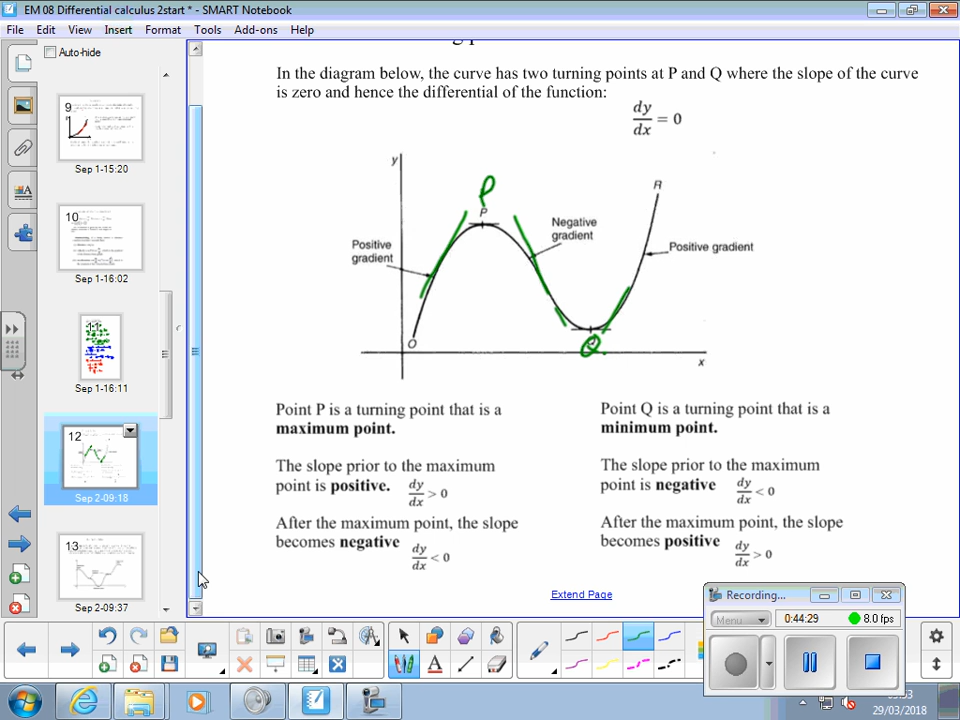 EM 08 Differential calculus 2start * - SMART Notebook
File Edit View Insert Format Tools Add-ons Help
Auto-hide
9
Sep 1-15:20
10
Sep 1-16:02
11
Sep 1-16:11
12
Sep 2-09:18
13
Sep 2-09:37
In the diagram below, the curve has two turning points at P and Q where the slope of the curve
is zero and hence the differential of the function:
dy/dx = 0
y
P
P
R
Negative
gradient
Positive
gradient
Positive gradient
O
Q
x
Point P is a turning point that is a
maximum point.
The slope prior to the maximum
point is positive. dy/dx > 0
After the maximum point, the slope
becomes negative dy/dx < 0
Point Q is a turning point that is a
minimum point.
The slope prior to the maximum
point is negative dy/dx < 0
After the maximum point, the slope
becomes positive dy/dx > 0
Extend Page
Recording...
Menu
0:44:29
8.0 fps
29/03/2018